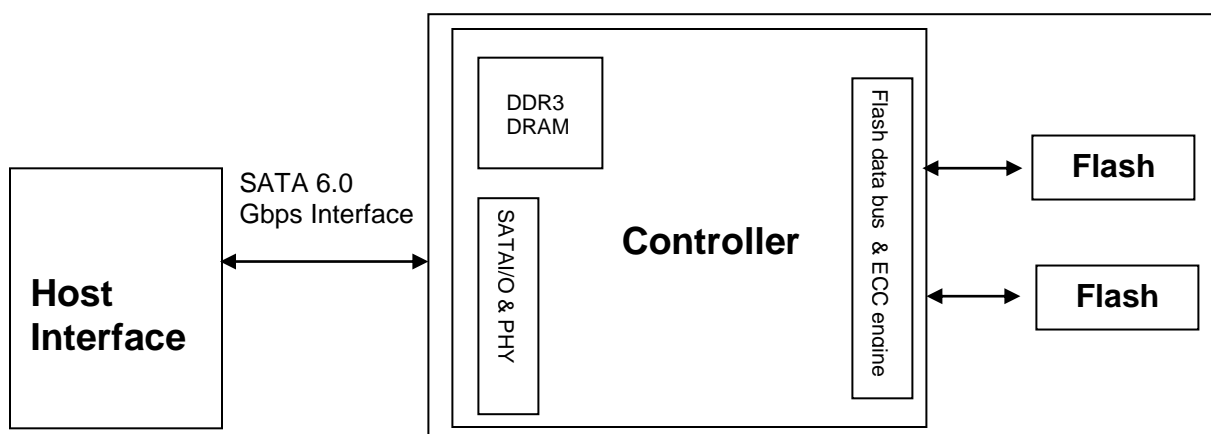 DDR3
DRAM
Flash data bus & ECC engine
Flash
SATA 6.0
Gbps Interface
SATAI/O & PHY
Controller
Host
Interface
Flash